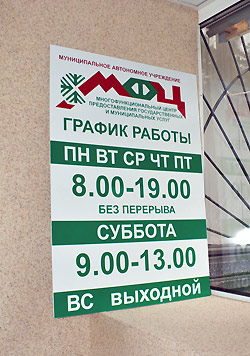 МУНИЦИПАЛЬНОЕ АВТОНОМНОЕ УЧРЕЖДЕНИЕ
МФЦ
МНОГОФУНКЦИОНАЛЬНЫЙ ЦЕНТР
ПРЕДОСТАВЛЕНИЯ ГОСУДАРСТВЕННЫХ
И МУНИЦИПАЛЬНЫХ УСЛУГ
ГРАФИК РАБОТЫ
ПН ВТ СР ЧТ ПТ
8.00-19.00
БЕЗ ПЕРЕРЫВА
СУББОТА
9.00-13.00
ВС ВЫХОДНОЙ